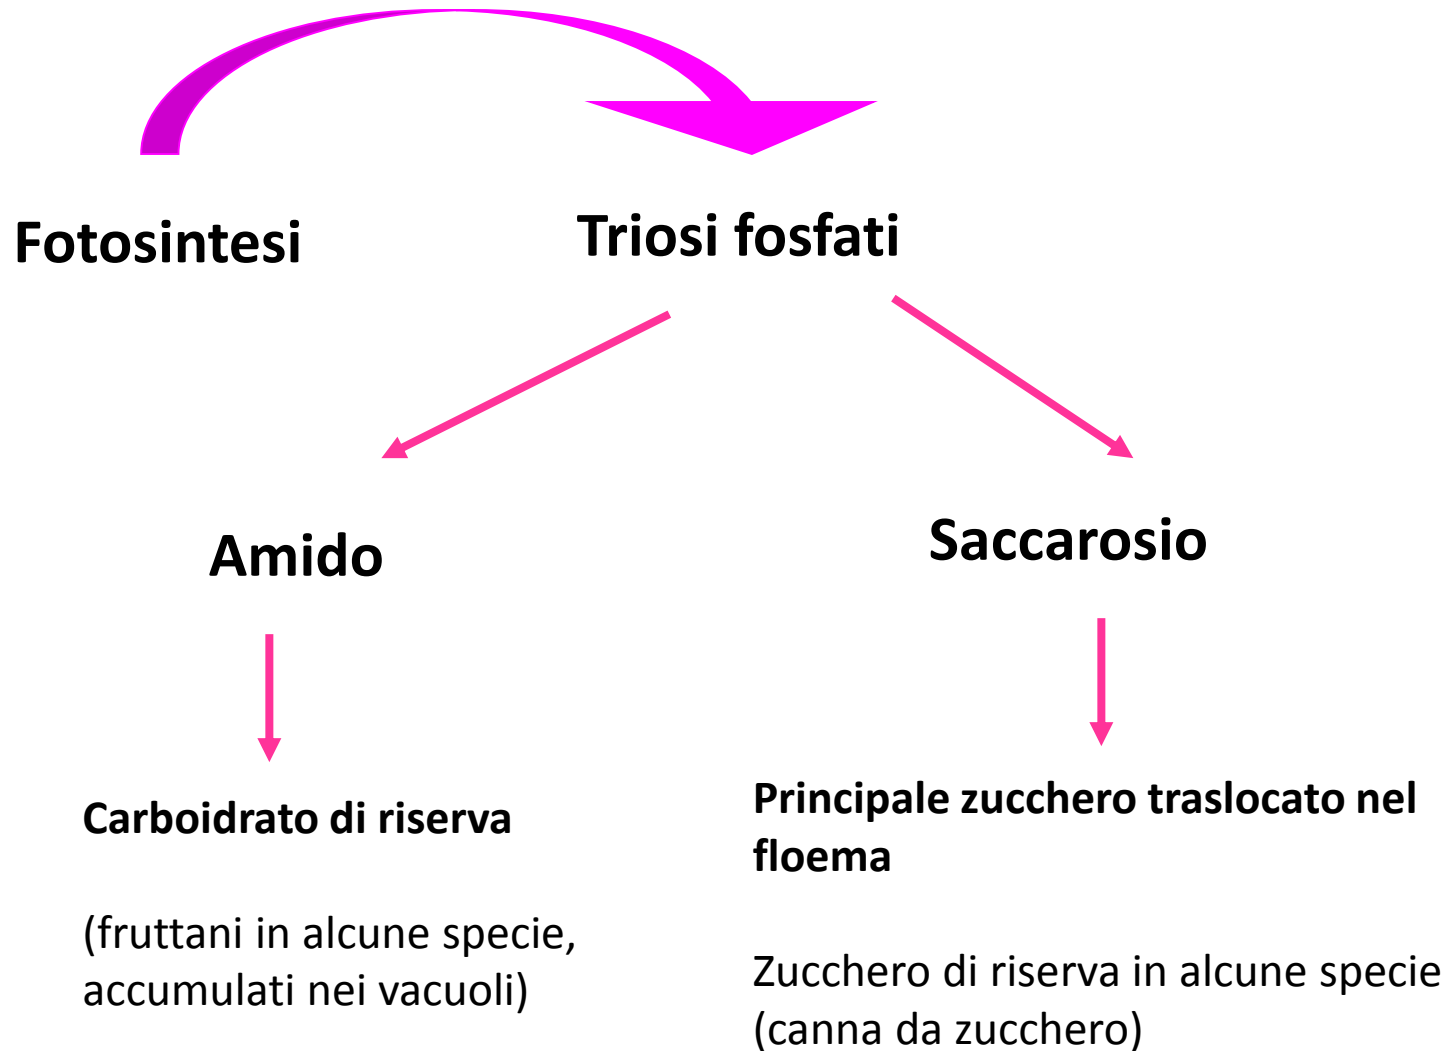 Fotosintesi
Triosi fosfati
Amido
Saccarosio
Carboidrato di riserva
(fruttani in alcune specie,
accumulati nei vacuoli)
Principale zucchero traslocato nel
floema
Zucchero di riserva in alcune specie
(canna da zucchero)